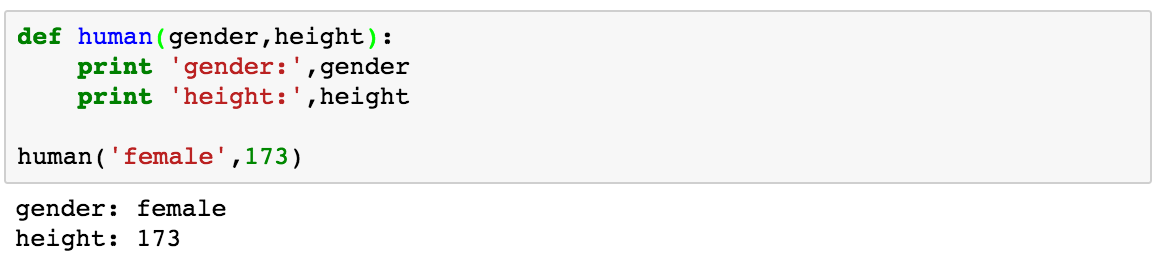 def human(gender,height):
    print 'gender:',gender
    print 'height:',height
human('female',173)
gender: female
height: 173